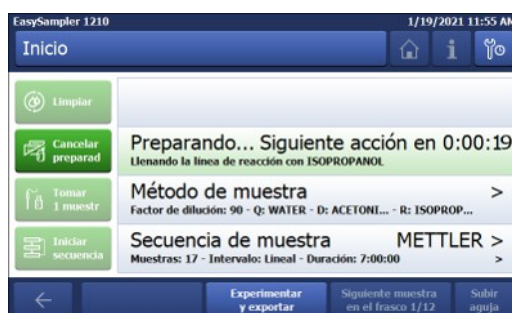 EasySampler 1210
1/19/2021 11:55 AM
Inicio
Limpiar
Cancelar
preparad
Preparando... Siguiente acción en 0:00:19
Llenando la línea de reacción con ISOPROPANOL
Tomar
1 muestr
Método de muestra >
Factor de dilución: 90 - Q: WATER - D: ACETONI... - R: ISOPROP...
Iniciar
secuencia
Secuencia de muestra METTLER >
Muestras: 17 - Intervalo: Lineal - Duración: 7:00:00 >
Experimentar
y exportar
Siguiente muestra
en el frasco 1/12
Subir
aguja